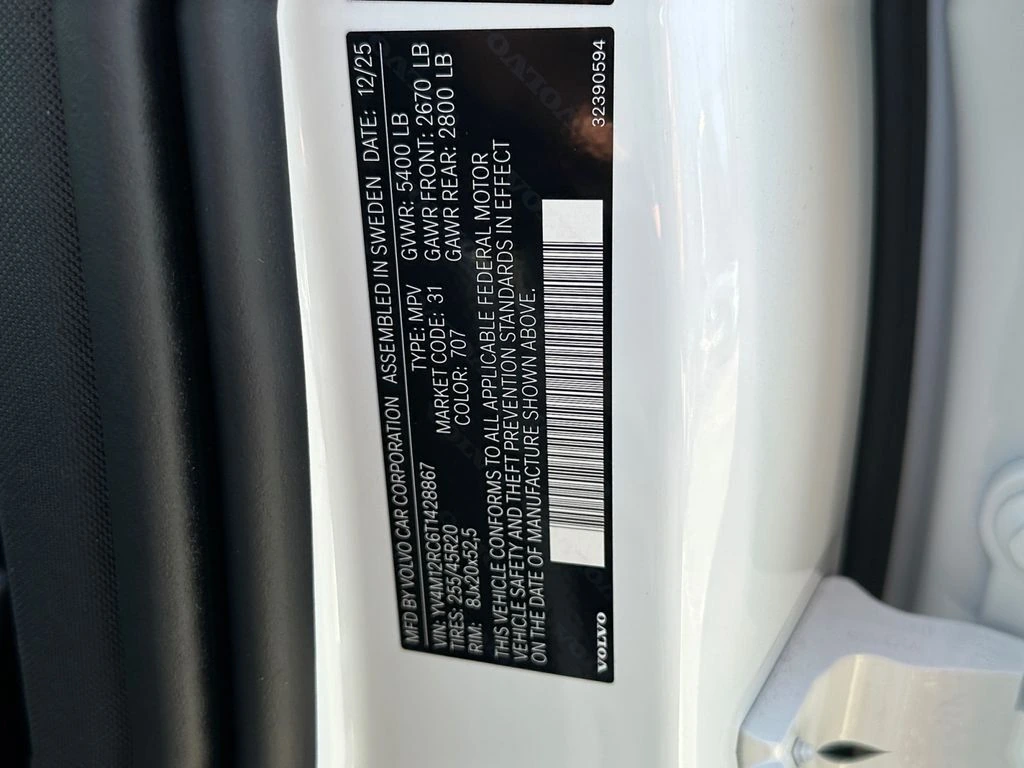 MFD BY VOLVO CAR CORPORATION ASSEMBLED IN SWEDEN DATE: 12/25
VIN: YV4M12RC6T1428867 TYPE: MPV GVWR: 5400 LB
TIRES: 255/45R20 MARKET CODE: 31 GAWR FRONT: 2670 LB
RIM: 8Jx20x52,5 COLOR: 707 GAWR REAR: 2800 LB
THIS VEHICLE CONFORMS TO ALL APPLICABLE FEDERAL MOTOR
VEHICLE SAFETY AND THEFT PREVENTION STANDARDS IN EFFECT
ON THE DATE OF MANUFACTURE SHOWN ABOVE.
VOLVO 32390594